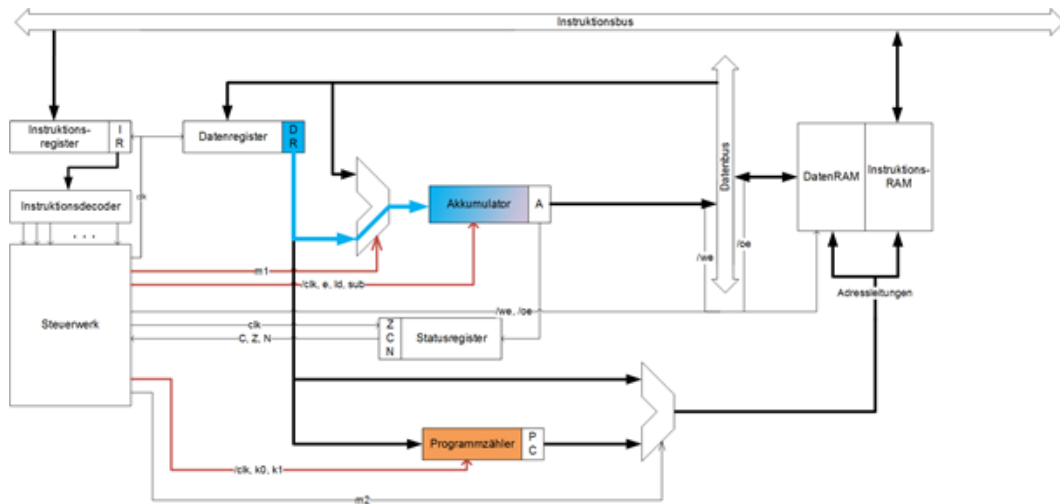 Instruktionsbus
Instruktions-
register
I
R
Datenregister
D
R
clk
Instruktionsdecoder
. . .
Akkumulator
A
Datenbus
DatenRAM
Instruktions-
RAM
/we
/oe
Adressleitungen
m1
/clk, e, ld, sub
Steuerwerk
/we, /oe
clk
C, Z, N
Z
C
N
Statusregister
Programmzähler
P
C
/clk, k0, k1
m2